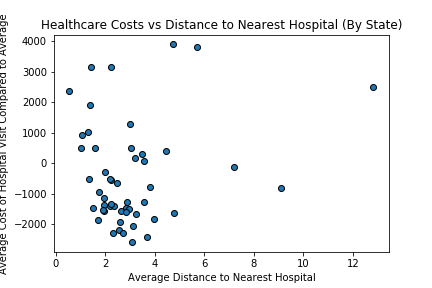 Healthcare Costs vs Distance to Nearest Hospital (By State)
Average Cost of Hospital Visit Compared to Average
4000
3000
2000
1000
0
−1000
−2000
0 2 4 6 8 10 12
Average Distance to Nearest Hospital